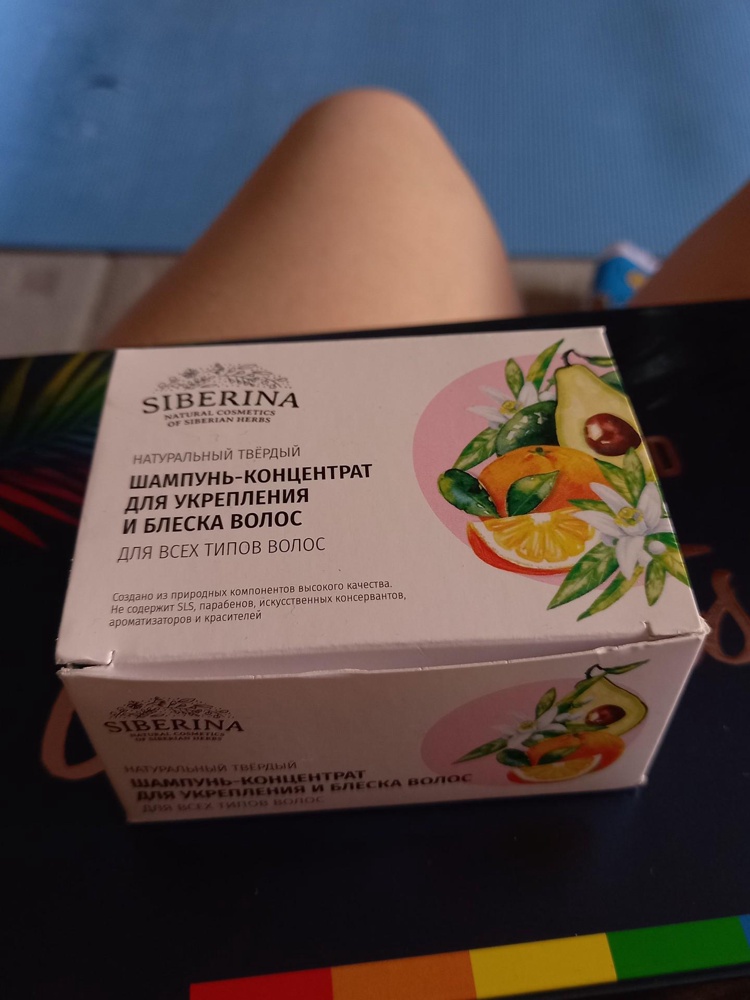 SIBERINA
NATURAL COSMETICS
OF SIBERIAN HERBS
НАТУРАЛЬНЫЙ ТВЁРДЫЙ
ШАМПУНЬ-КОНЦЕНТРАТ
ДЛЯ УКРЕПЛЕНИЯ
И БЛЕСКА ВОЛОС
ДЛЯ ВСЕХ ТИПОВ ВОЛОС
Создано из природных компонентов высокого качества.
Не содержит SLS, парабенов, искусственных консервантов,
ароматизаторов и красителей
SIBERINA
NATURAL COSMETICS
OF SIBERIAN HERBS
НАТУРАЛЬНЫЙ ТВЁРДЫЙ
ШАМПУНЬ-КОНЦЕНТРАТ
ДЛЯ УКРЕПЛЕНИЯ И БЛЕСКА ВОЛОС
ДЛЯ ВСЕХ ТИПОВ ВОЛОС